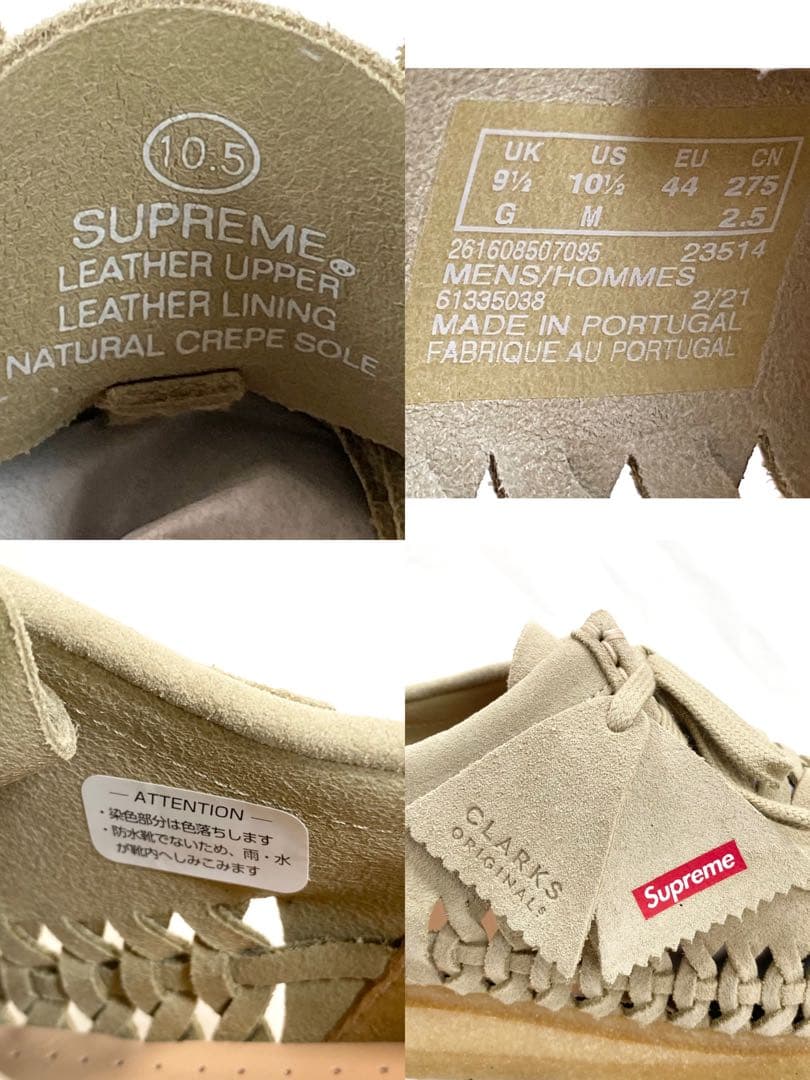 10.5
SUPREME®
LEATHER UPPER
LEATHER LINING
NATURAL CREPE SOLE
UK US EU CN
9½ 10½ 44 275
G M 2.5
261608507095 23514
MENS/HOMMES
61335038 2/21
MADE IN PORTUGAL
FABRIQUE AU PORTUGAL
— ATTENTION —
・染色部分は色落ちします
・防水靴でないため、雨・水
が靴内へしみこみます
CLARKS
ORIGINALS
Supreme